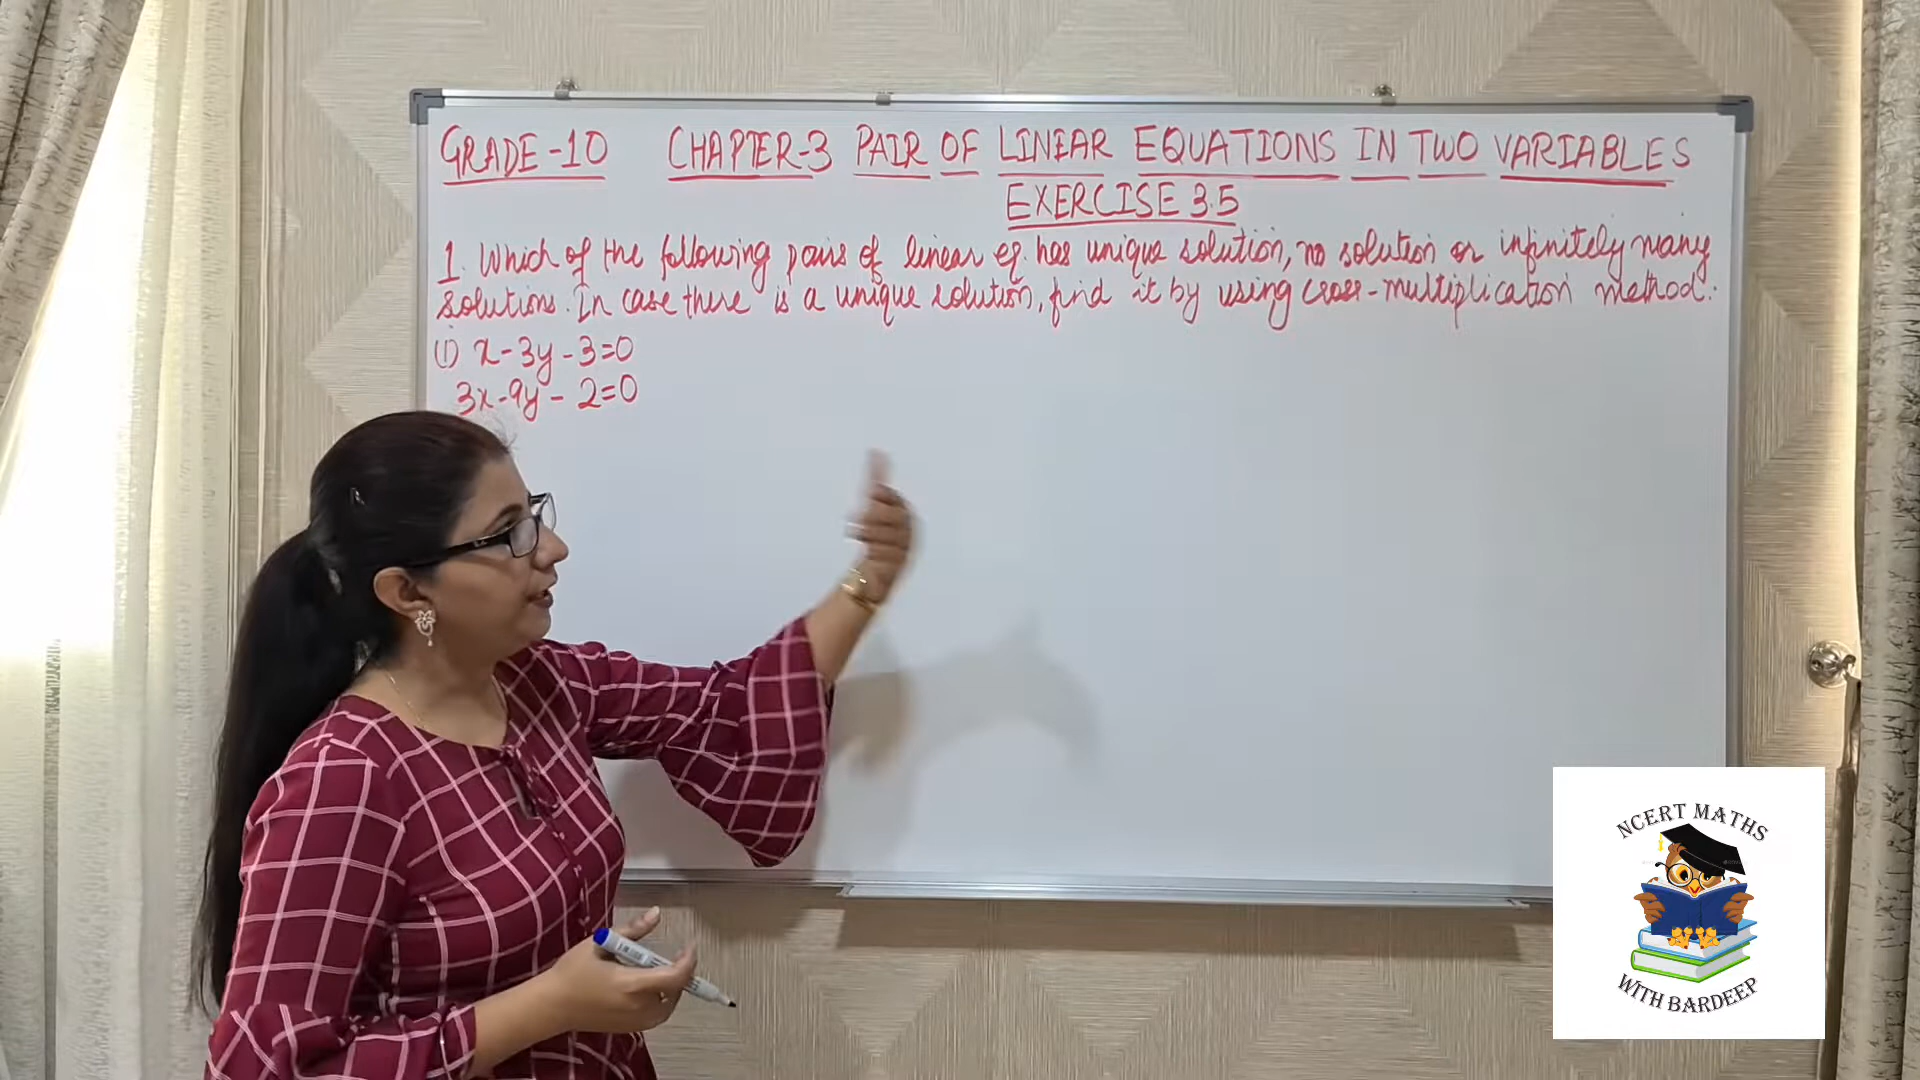 GRADE-10 CHAPTER-3 PAIR OF LINEAR EQUATIONS IN TWO VARIABLES
EXERCISE 3.5
1. Which of the following pairs of linear eq. has unique solution, no solution or infinitely many
solutions. In case there is a unique solution, find it by using cross-multiplication method.
(i) x-3y-3=0
3x-9y-2=0
NCERT MATHS
WITH BARDEEP